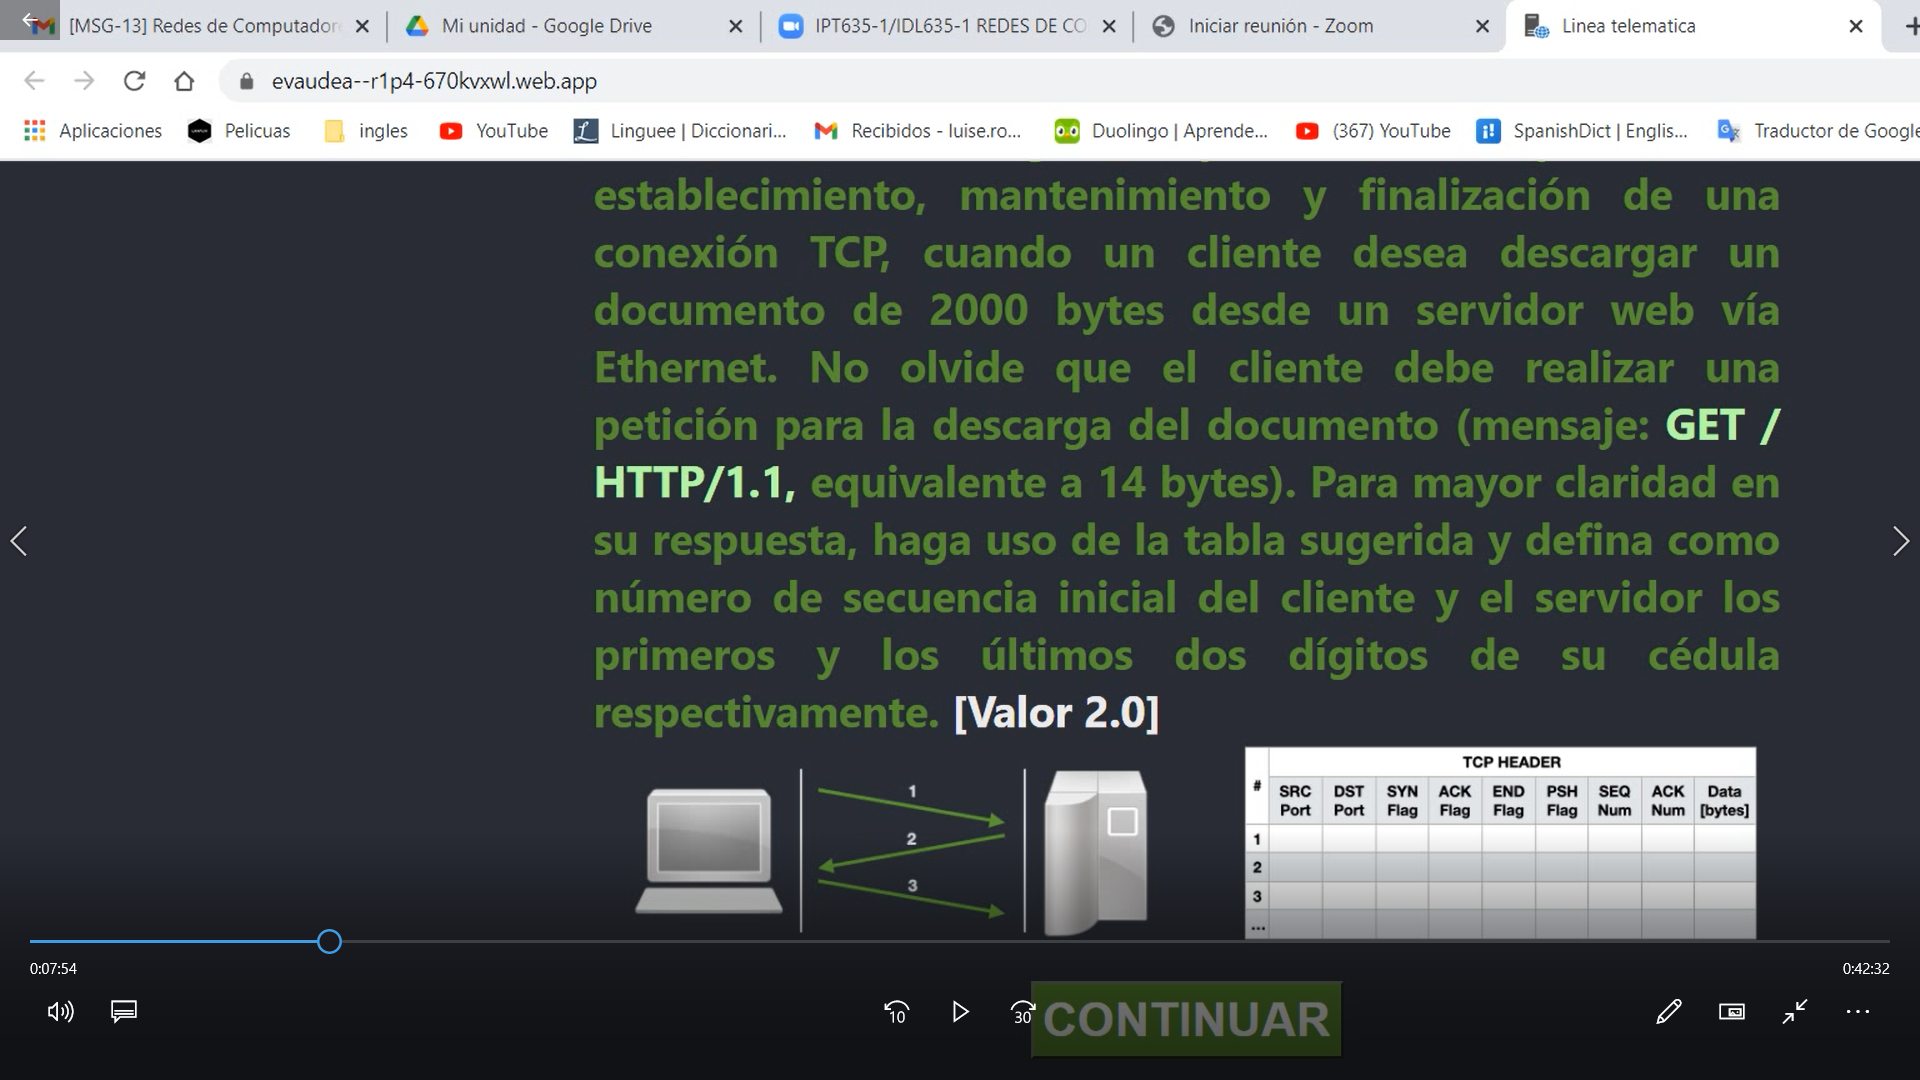 [MSG-13] Redes de Computador
Mi unidad - Google Drive
IPT635-1/IDL635-1 REDES DE CO
Iniciar reunión - Zoom
Linea telematica
evaudea--r1p4-670kvxwl.web.app
Aplicaciones
Pelicuas
ingles
YouTube
Linguee | Diccionari...
Recibidos - luise.ro...
Duolingo | Aprende...
(367) YouTube
SpanishDict | Englis...
Traductor de Google
establecimiento, mantenimiento y finalización de una
conexión TCP, cuando un cliente desea descargar un
documento de 2000 bytes desde un servidor web vía
Ethernet. No olvide que el cliente debe realizar una
petición para la descarga del documento (mensaje: GET /
HTTP/1.1, equivalente a 14 bytes). Para mayor claridad en
su respuesta, haga uso de la tabla sugerida y defina como
número de secuencia inicial del cliente y el servidor los
primeros y los últimos dos dígitos de su cédula
respectivamente. [Valor 2.0]
1
2
3
TCP HEADER
# SRC Port DST Port SYN Flag ACK Flag END Flag PSH Flag SEQ Num ACK Num Data [bytes]
1
2
3
...
0:07:54
0:42:32
10
30
CONTINUAR